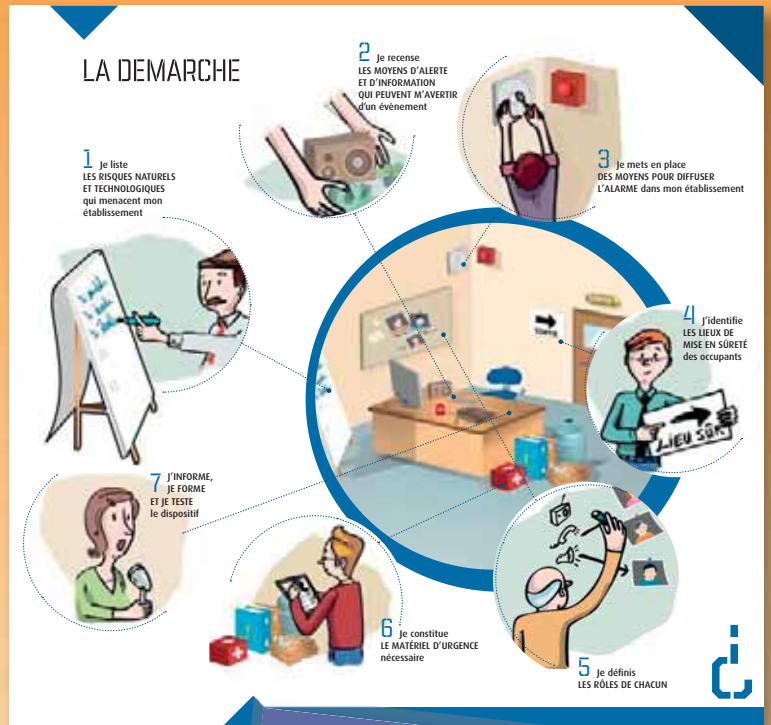 LA DEMARCHE
1 Je liste
LES RISQUES NATURELS
ET TECHNOLOGIQUES
qui menacent mon
établissement
2 Je recense
LES MOYENS D'ALERTE
ET D'INFORMATION
QUI PEUVENT M'AVERTIR
d'un évènement
3 Je mets en place
DES MOYENS POUR DIFFUSER
L'ALARME dans mon établissement
4 J'identifie
LES LIEUX DE
MISE EN SÛRETÉ
des occupants
LIEU SÛR
5 Je définis
LES RÔLES DE CHACUN
6 Je constitue
LE MATÉRIEL D'URGENCE
nécessaire
7 J'INFORME,
JE FORME
ET JE TESTE
le dispositif